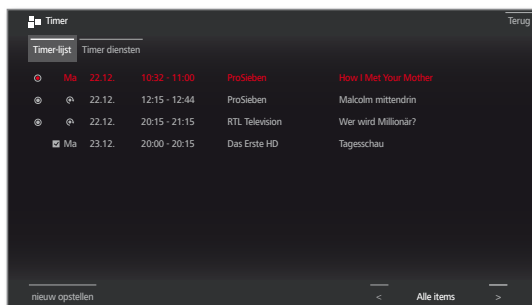 Timer Terug
Timer-lijst Timer diensten
Ma 22.12. 10:32 - 11:00 ProSieben How I Met Your Mother
22.12. 12:15 - 12:44 ProSieben Malcolm mittendrin
22.12. 20:15 - 21:15 RTL Television Wer wird Millionär?
Ma 23.12. 20:00 - 20:15 Das Erste HD Tagesschau
nieuw opstellen < Alle items >